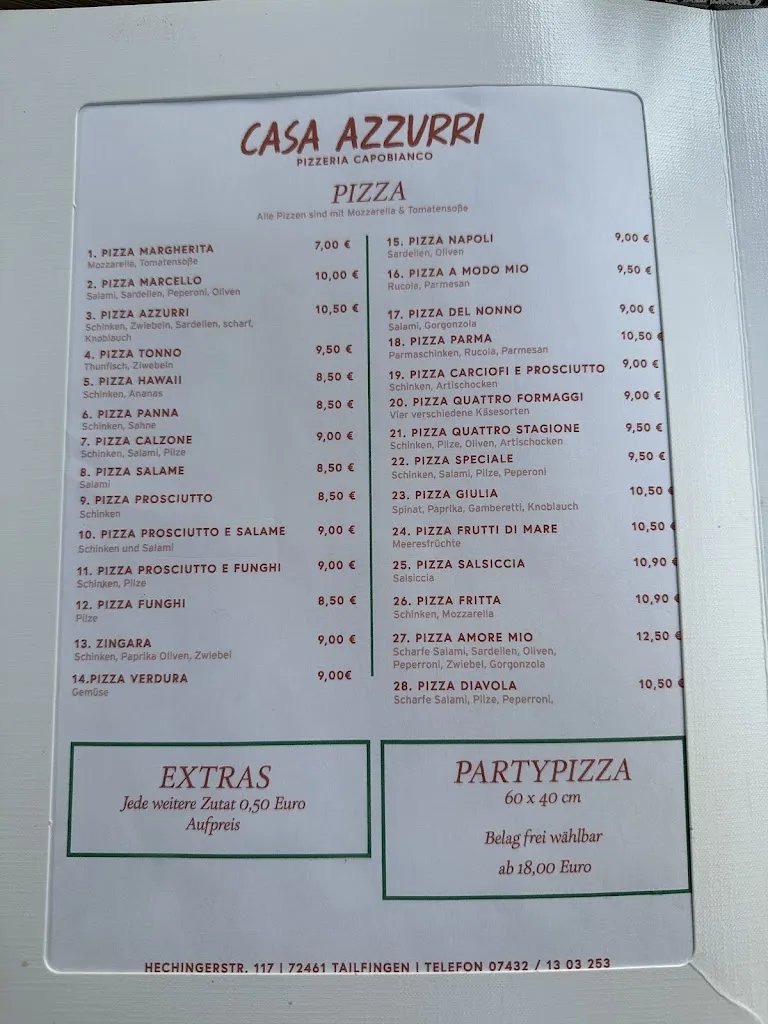 CASA AZZURRI
PIZZERIA CAPOBIANCO
PIZZA
Alle Pizzen sind mit Mozzarella & Tomatensoße
1. PIZZA MARGHERITA 7,00 €
Mozzarella, Tomatensoße
2. PIZZA MARCELLO 10,00 €
Salami, Sardellen, Peperoni, Oliven
3. PIZZA AZZURRI 10,50 €
Schinken, Zwiebeln, Sardellen, scharf,
Knoblauch
4. PIZZA TONNO 9,50 €
Thunfisch, Ziwebeln
5. PIZZA HAWAII 8,50 €
Schinken, Ananas
6. PIZZA PANNA 8,50 €
Schinken, Sahne
7. PIZZA CALZONE 9,00 €
Schinken, Salami, Pilze
8. PIZZA SALAME 8,50 €
Salami
9. PIZZA PROSCIUTTO 8,50 €
Schinken
10. PIZZA PROSCIUTTO E SALAME 9,00 €
Schinken und Salami
11. PIZZA PROSCIUTTO E FUNGHI 9,00 €
Schinken, Pilze
12. PIZZA FUNGHI 8,50 €
Pilze
13. ZINGARA 9,00 €
Schinken, Paprika Oliven, Zwiebel
14.PIZZA VERDURA 9,00€
Gemüse
15. PIZZA NAPOLI 9,00 €
Sardellen, Oliven
16. PIZZA A MODO MIO 9,50 €
Rucola, Parmesan
17. PIZZA DEL NONNO 9,00 €
Salami, Gorgonzola
18. PIZZA PARMA 10,50 €
Parmaschinken, Rucola, Parmesan
19. PIZZA CARCIOFI E PROSCIUTTO 9,00 €
Schinken, Artischocken
20. PIZZA QUATTRO FORMAGGI 9,00 €
Vier verschiedene Käsesorten
21. PIZZA QUATTRO STAGIONE 9,50 €
Schinken, Pilze, Oliven, Artischocken
22. PIZZA SPECIALE 9,50 €
Schinken, Salami, Pilze, Peperoni
23. PIZZA GIULIA 10,50 €
Spinat, Paprika, Gamberetti, Knoblauch
24. PIZZA FRUTTI DI MARE 10,50 €
Meeresfrüchte
25. PIZZA SALSICCIA 10,90 €
Salsiccia
26. PIZZA FRITTA 10,90 €
Schinken, Mozzarella
27. PIZZA AMORE MIO 12,50 €
Scharfe Salami, Sardellen, Oliven,
Peperroni, Zwiebel, Gorgonzola
28. PIZZA DIAVOLA 10,50 €
Scharfe Salami, Pilze, Peperroni,
EXTRAS
Jede weitere Zutat 0,50 Euro
Aufpreis
PARTYPIZZA
60 x 40 cm
Belag frei wählbar
ab 18,00 Euro
HECHINGERSTR. 117 | 72461 TAILFINGEN | TELEFON 07432 / 13 03 253